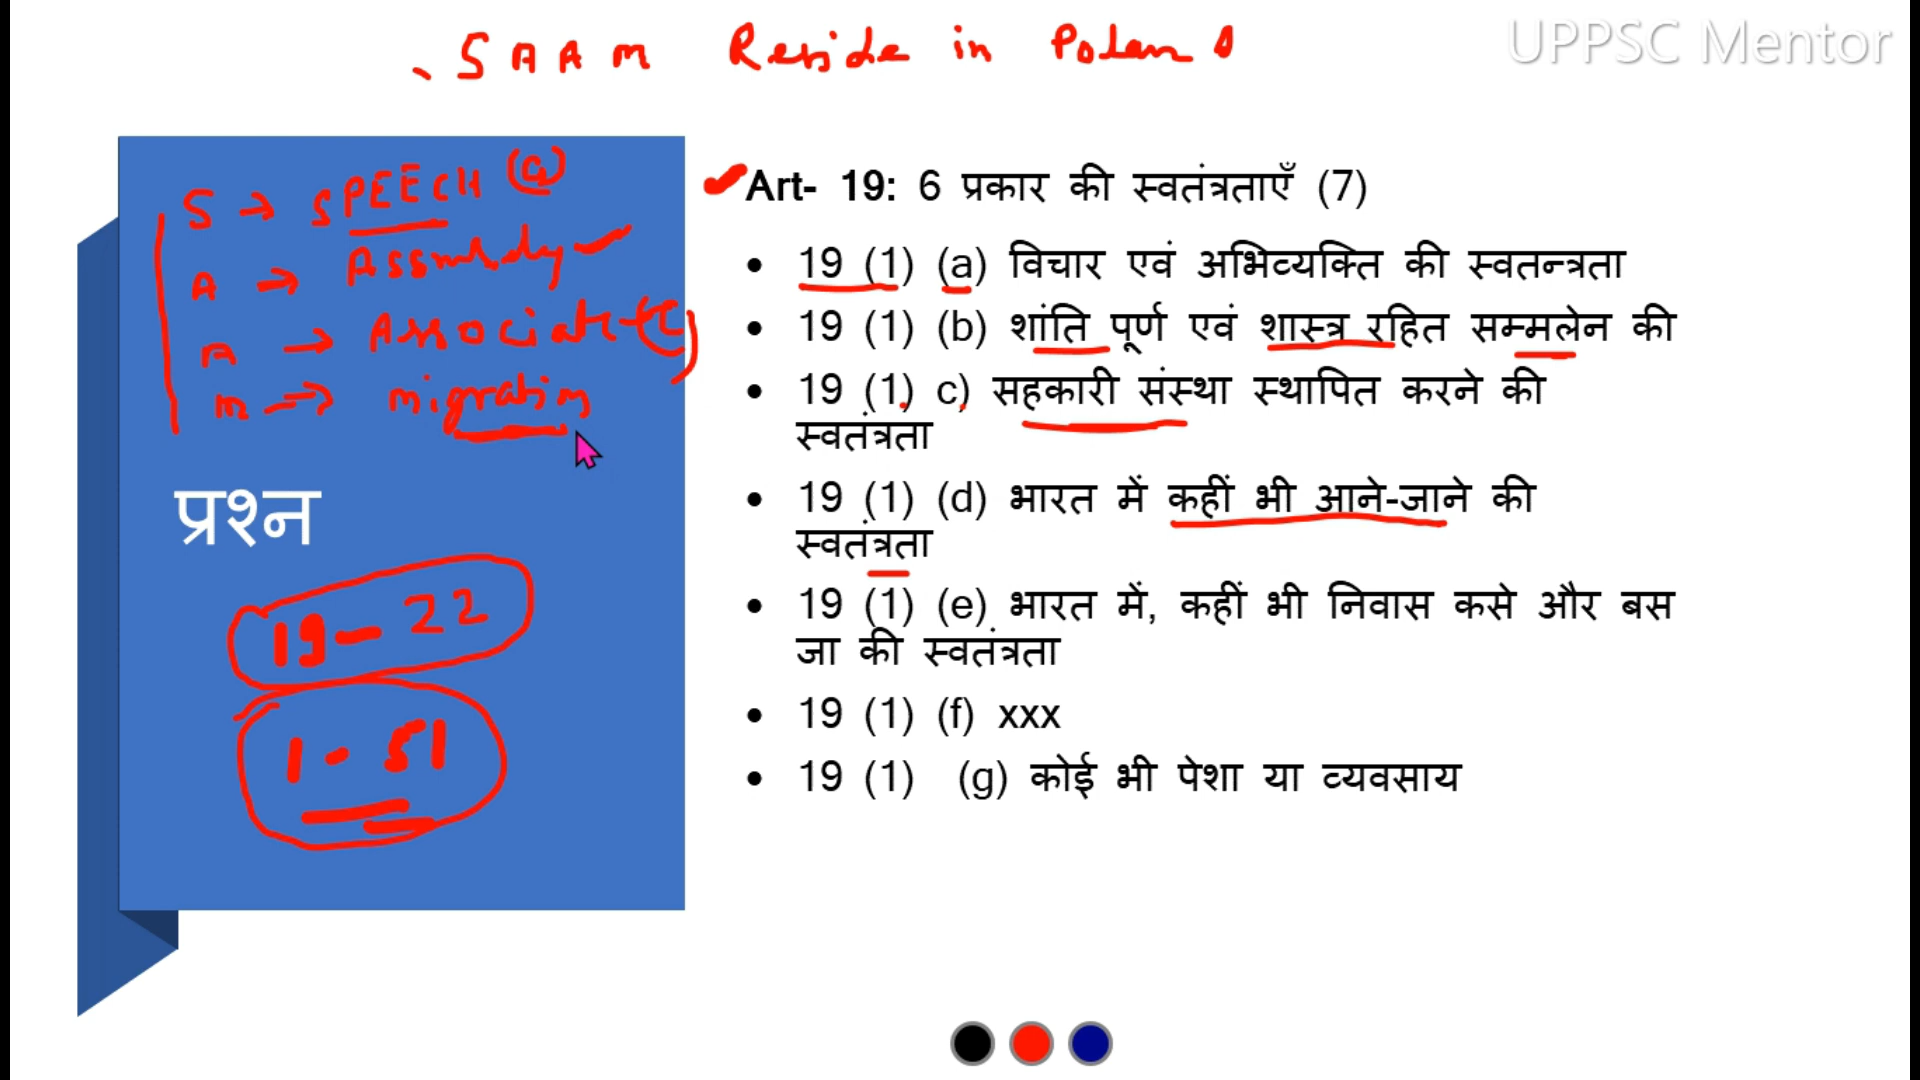 SAAM Reside in Polan D
UPPSC Mentor
S → SPEECH (a)
A → Assmbly
A → Associate (c)
m → migration
प्रश्न
19 - 22
1 - 51
Art- 19: 6 प्रकार की स्वतंत्रताएँ (7)
• 19 (1) (a) विचार एवं अभिव्यक्ति की स्वतन्त्रता
• 19 (1) (b) शांति पूर्ण एवं शास्त्र रहित सम्मलेन की
• 19 (1) c) सहकारी संस्था स्थापित करने की
स्वतंत्रता
• 19 (1) (d) भारत में कहीं भी आने-जाने की
स्वतंत्रता
• 19 (1) (e) भारत में, कहीं भी निवास कसे और बस
जा की स्वतंत्रता
• 19 (1) (f) xxx
• 19 (1) (g) कोई भी पेशा या व्यवसाय